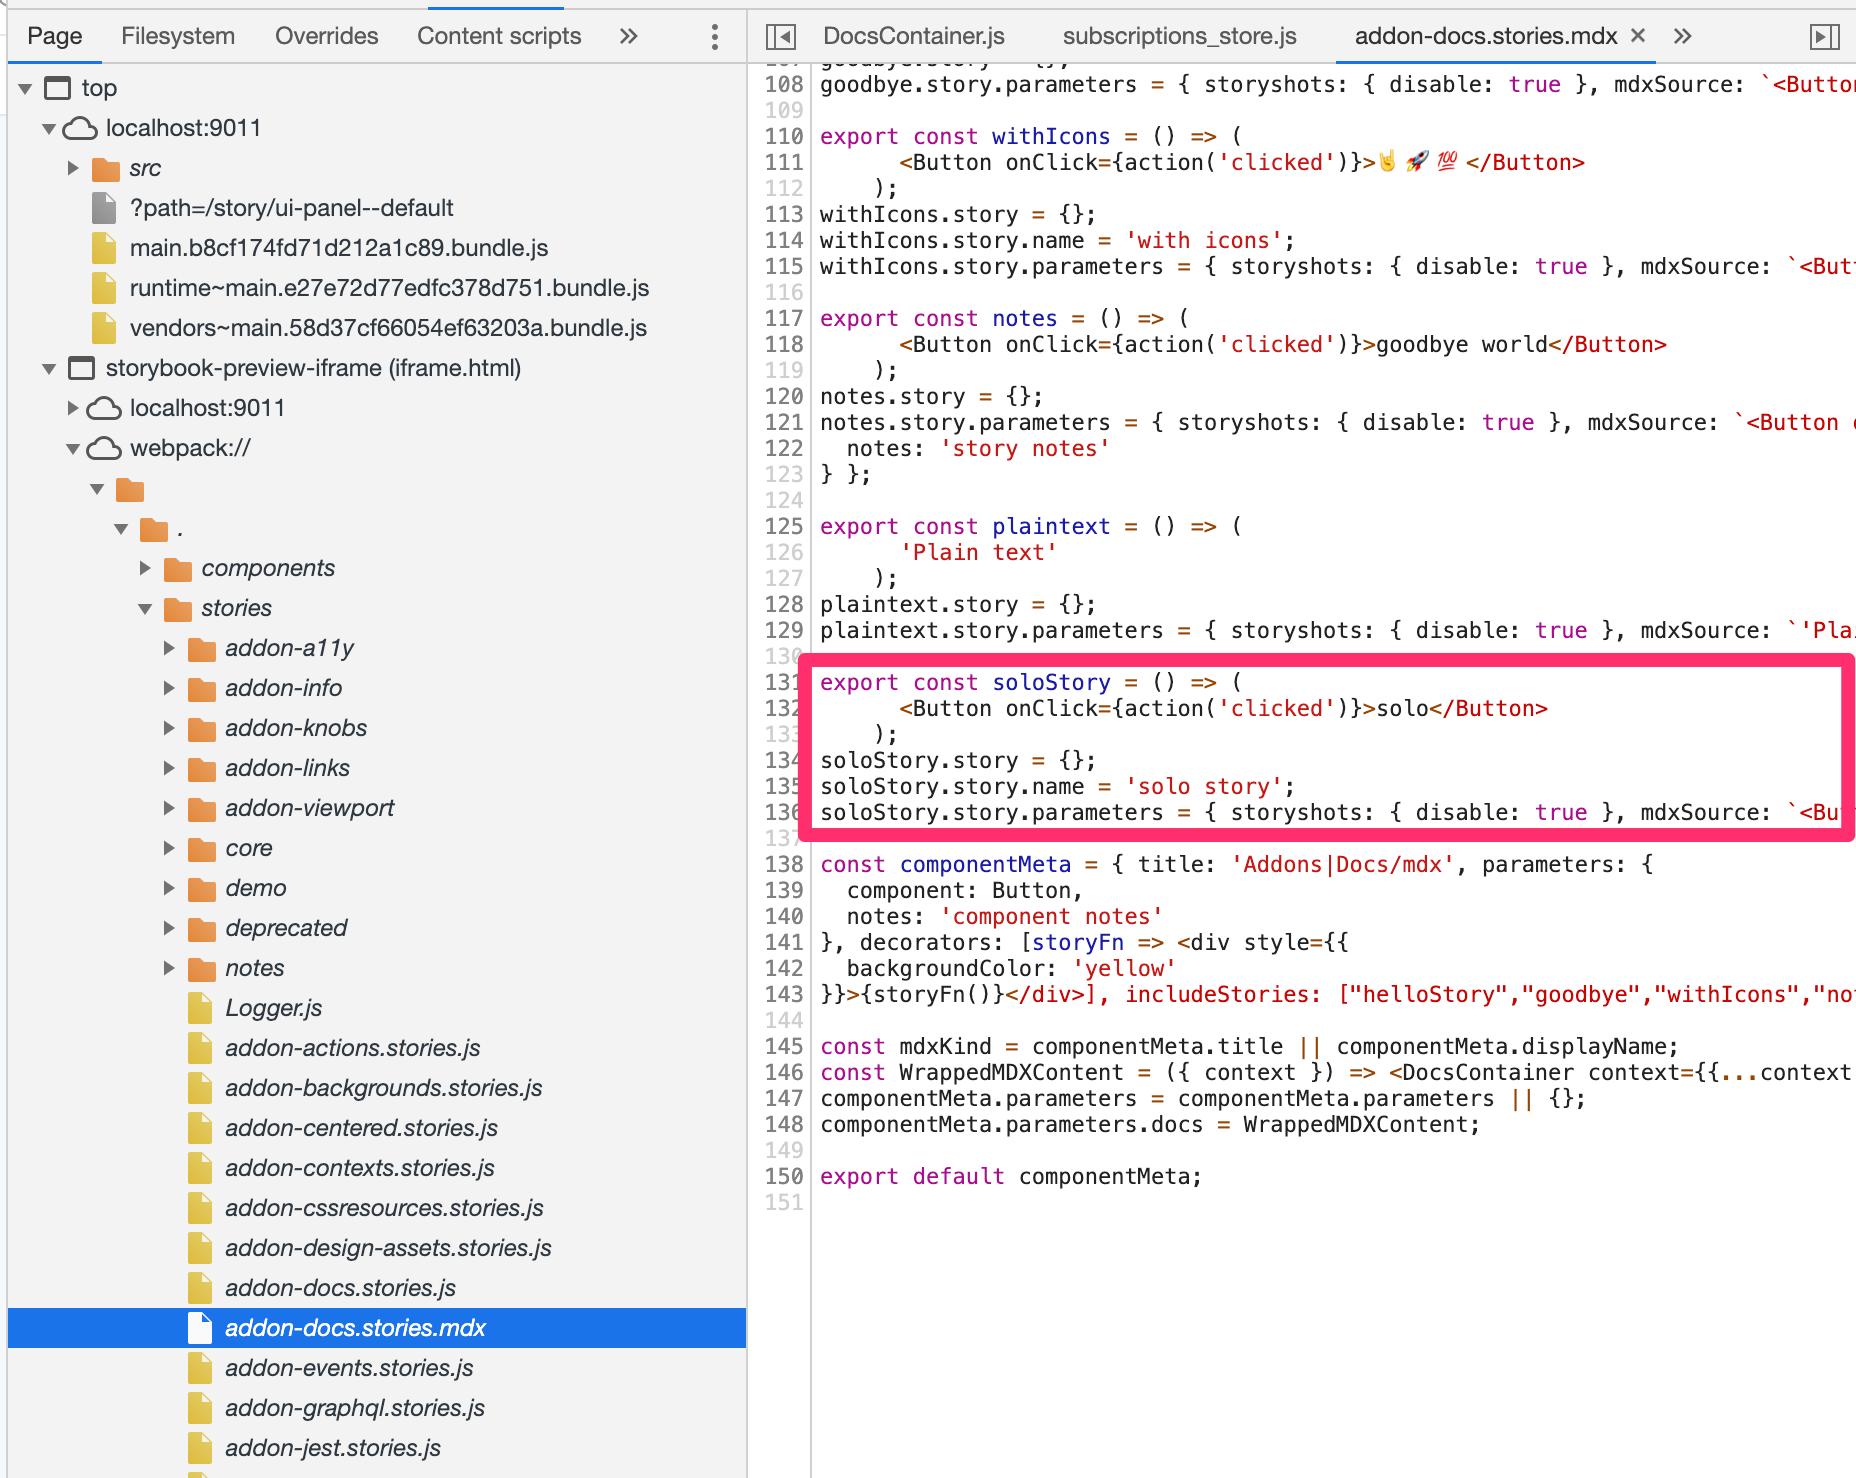 Page Filesystem Overrides Content scripts »
top
localhost:9011
src
?path=/story/ui-panel--default
main.b8cf174fd71d212a1c89.bundle.js
runtime~main.e27e72d77edfc378d751.bundle.js
vendors~main.58d37cf66054ef63203a.bundle.js
storybook-preview-iframe (iframe.html)
localhost:9011
webpack://
.
components
stories
addon-a11y
addon-info
addon-knobs
addon-links
addon-viewport
core
demo
deprecated
notes
Logger.js
addon-actions.stories.js
addon-backgrounds.stories.js
addon-centered.stories.js
addon-contexts.stories.js
addon-cssresources.stories.js
addon-design-assets.stories.js
addon-docs.stories.js
addon-docs.stories.mdx
addon-events.stories.js
addon-graphql.stories.js
addon-jest.stories.js
DocsContainer.js subscriptions_store.js addon-docs.stories.mdx × »
108 goodbye.story.parameters = { storyshots: { disable: true }, mdxSource: `<Button
109
110 export const withIcons = () => (
111 <Button onClick={action('clicked')}>🤘🚀💯</Button>
112 );
113 withIcons.story = {};
114 withIcons.story.name = 'with icons';
115 withIcons.story.parameters = { storyshots: { disable: true }, mdxSource: `<But
116
117 export const notes = () => (
118 <Button onClick={action('clicked')}>goodbye world</Button>
119 );
120 notes.story = {};
121 notes.story.parameters = { storyshots: { disable: true }, mdxSource: `<Button
122 notes: 'story notes'
123 } };
124
125 export const plaintext = () => (
126 'Plain text'
127 );
128 plaintext.story = {};
129 plaintext.story.parameters = { storyshots: { disable: true }, mdxSource: `'Pla
130
131 export const soloStory = () => (
132 <Button onClick={action('clicked')}>solo</Button>
133 );
134 soloStory.story = {};
135 soloStory.story.name = 'solo story';
136 soloStory.story.parameters = { storyshots: { disable: true }, mdxSource: `<Bu
137
138 const componentMeta = { title: 'Addons|Docs/mdx', parameters: {
139 component: Button,
140 notes: 'component notes'
141 }, decorators: [storyFn => <div style={{
142 backgroundColor: 'yellow'
143 }}>{storyFn()}</div>], includeStories: ["helloStory","goodbye","withIcons","no
144
145 const mdxKind = componentMeta.title || componentMeta.displayName;
146 const WrappedMDXContent = ({ context }) => <DocsContainer context={{...context
147 componentMeta.parameters = componentMeta.parameters || {};
148 componentMeta.parameters.docs = WrappedMDXContent;
149
150 export default componentMeta;
151